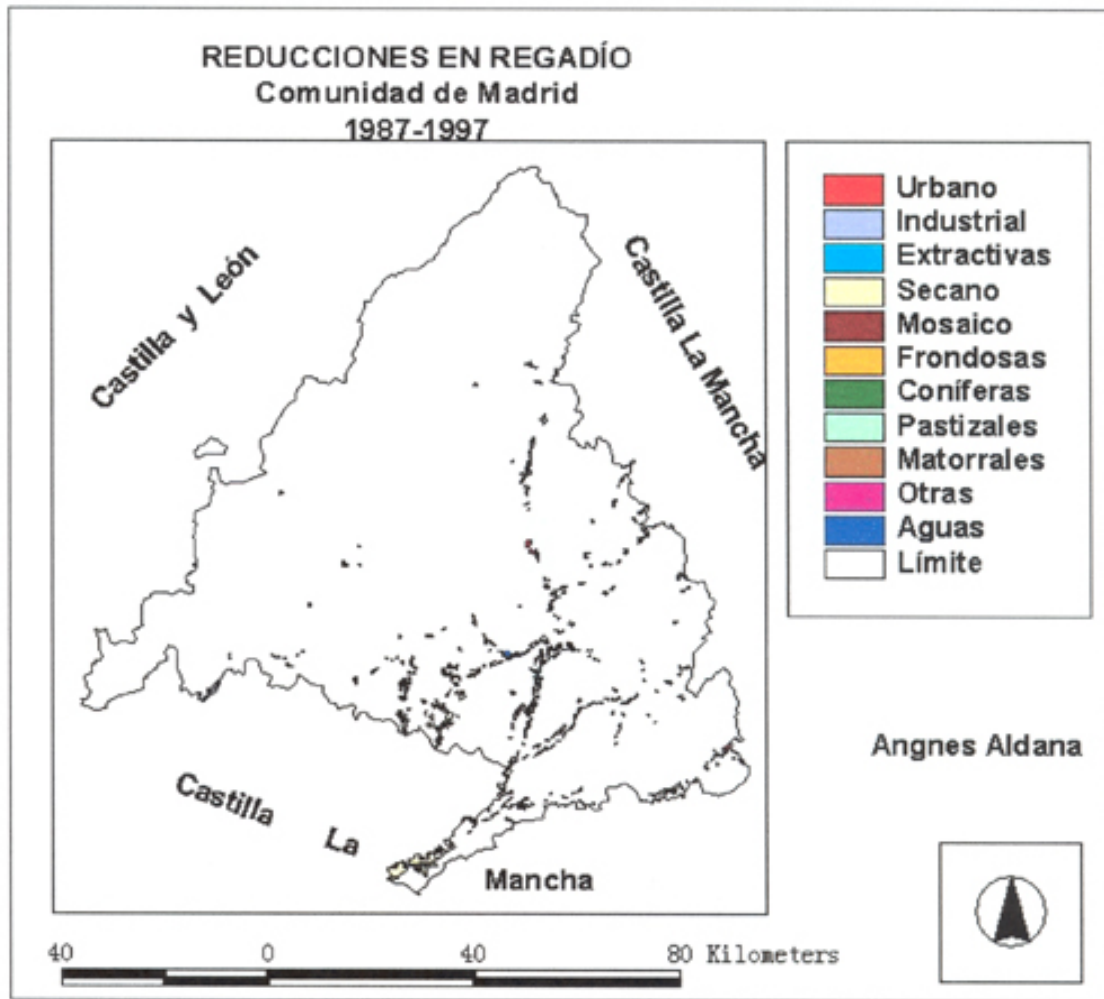 REDUCCIONES EN REGADÍO
Comunidad de Madrid
1987-1997
Castilla y León
Castilla La Mancha
Castilla La
Mancha
Urbano
Industrial
Extractivas
Secano
Mosaico
Frondosas
Coníferas
Pastizales
Matorrales
Otras
Aguas
Límite
Angnes Aldana
40 0 40 80 Kilometers